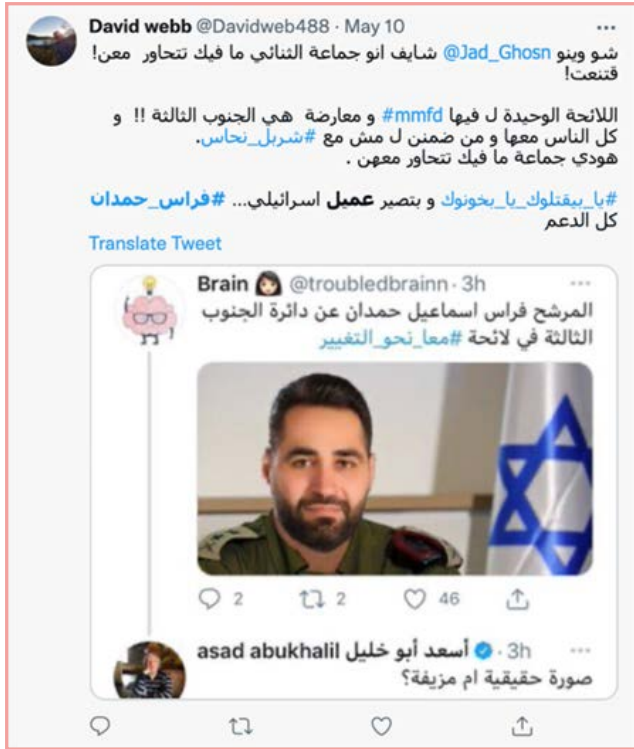 David webb @Davidweb488 · May 10
شو وينو @Jad_Ghosn شايف انو جماعة الثنائي ما فيك تتحاور معن!
قتنعت!
اللائحة الوحيدة ل فيها #mmfd و معارضة هي الجنوب الثالثة !! و
كل الناس معها و من ضمنن ل مش مع #شربل_نحاس.
هودي جماعة ما فيك تتحاور معهن .
#يا_بيقتلوك_يا_بخونوك و بتصير عميل اسرائيلي... #فراس_حمدان
كل الدعم
Translate Tweet
Brain @troubledbrainn · 3h
المرشح فراس اسماعيل حمدان عن دائرة الجنوب
الثالثة في لائحة #معا_نحو_التغيير
2 2 46
asad abukhalil أسعد أبو خليل · 3h
صورة حقيقية ام مزيفة؟